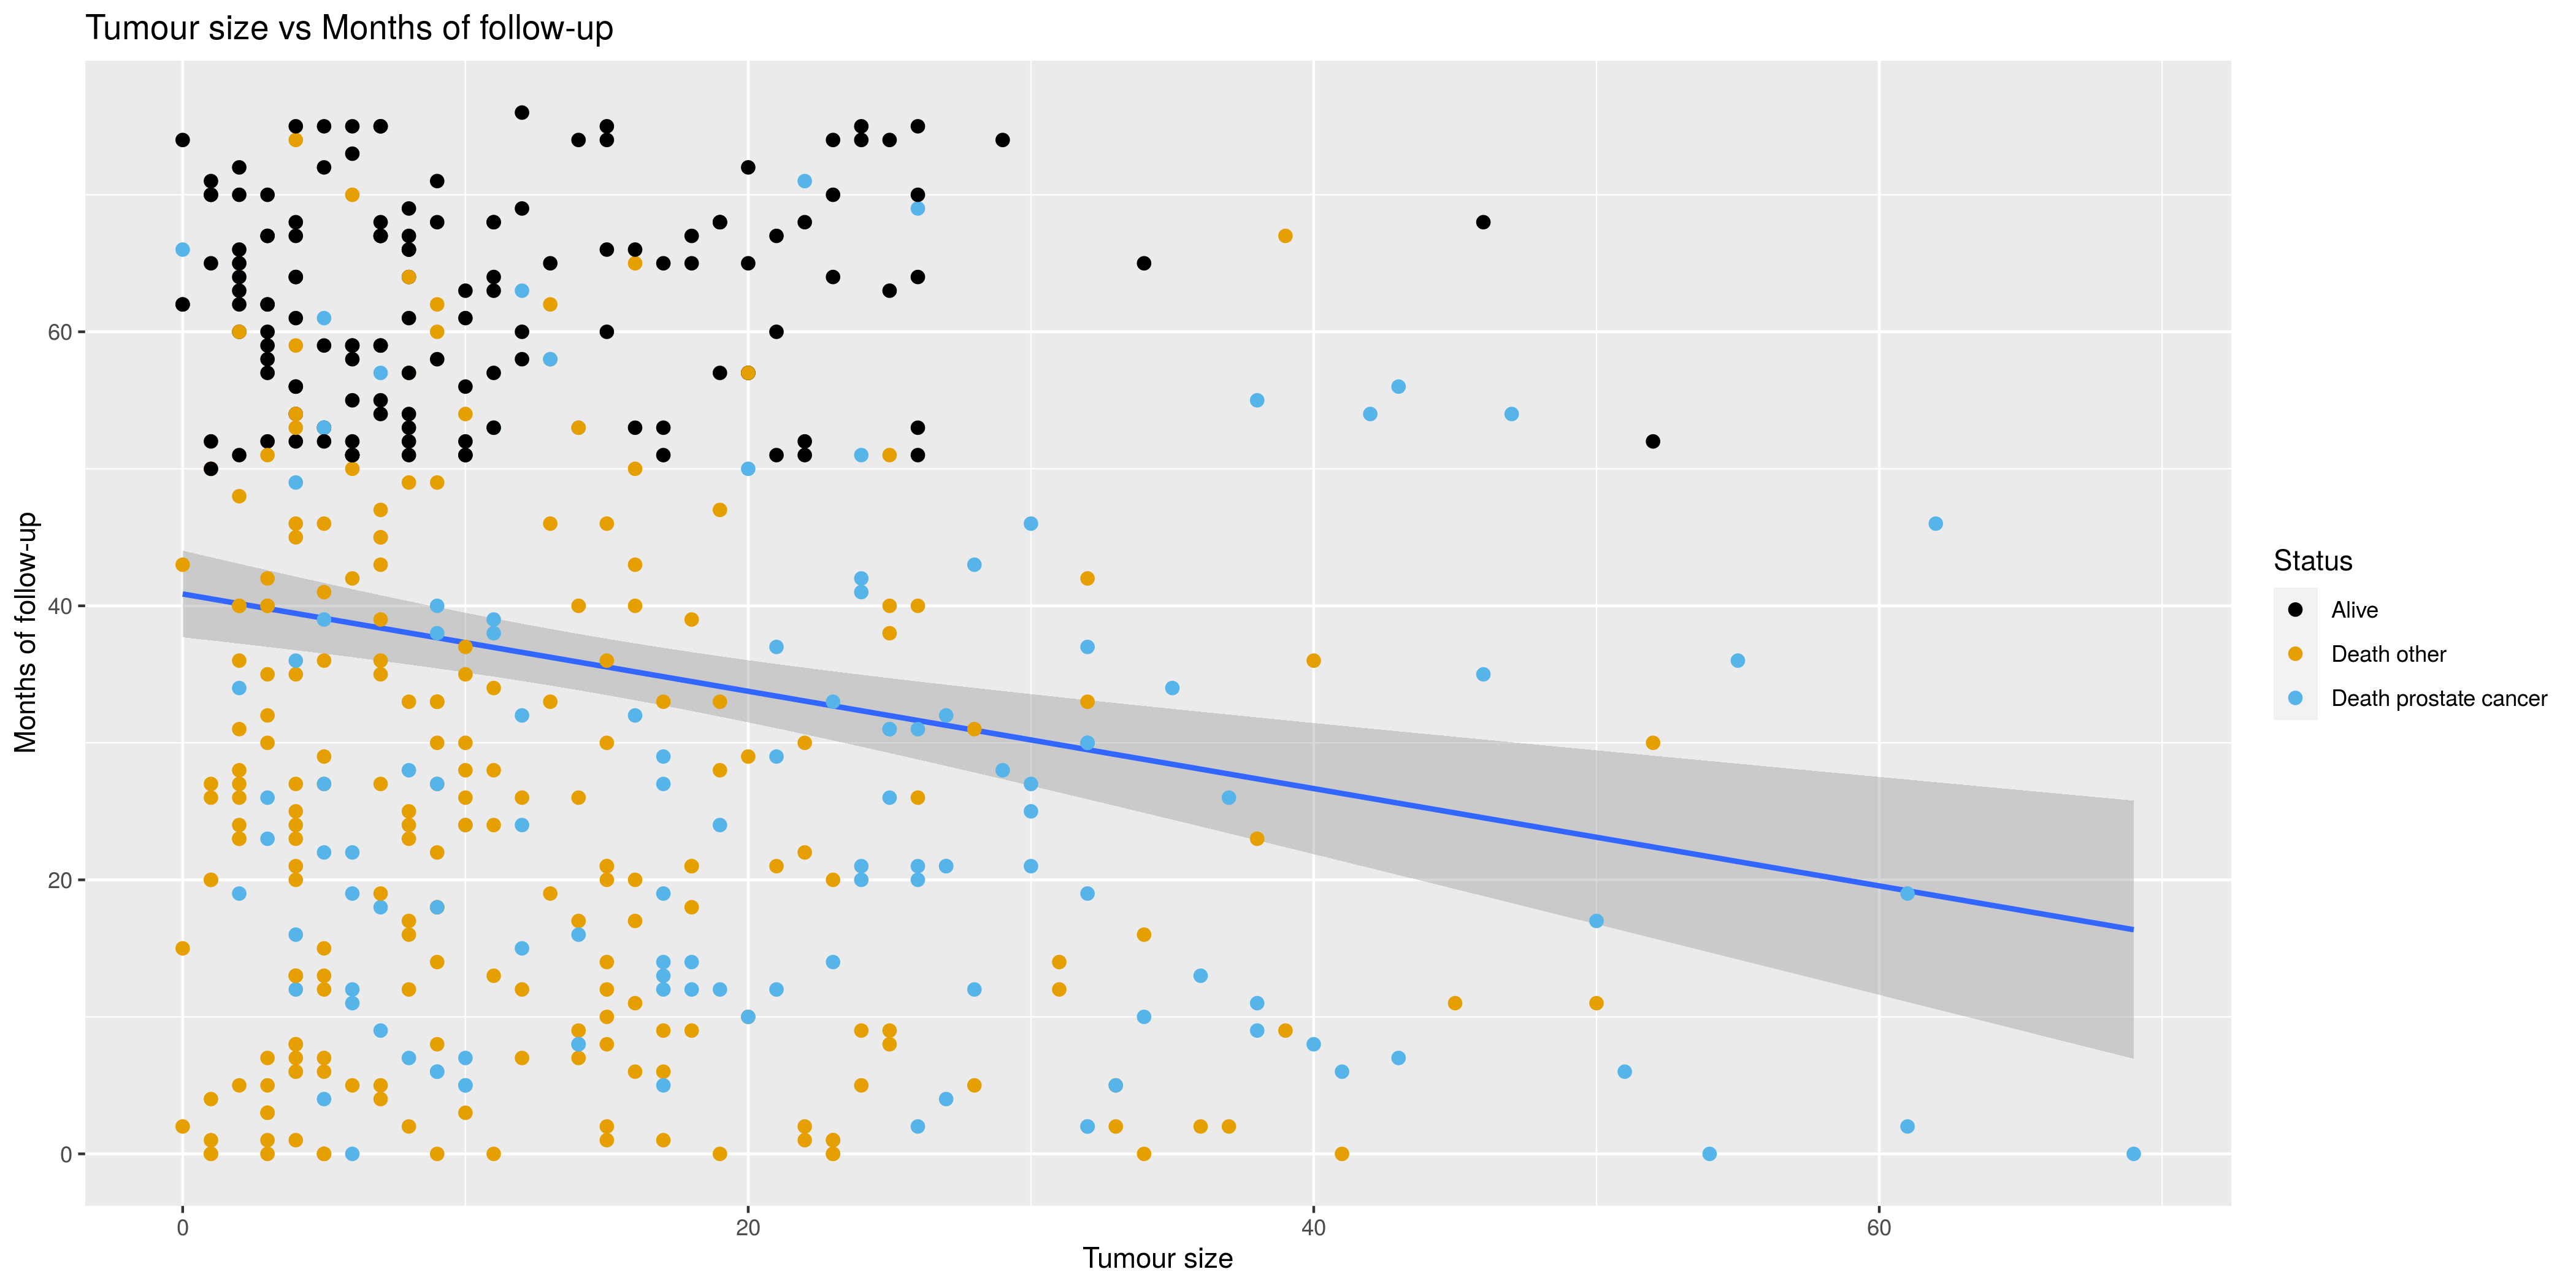 Tumour size vs Months of follow-up
Months of follow-up
60
40
20
0
0 20 40 60
Tumour size
Status
Alive
Death other
Death prostate cancer